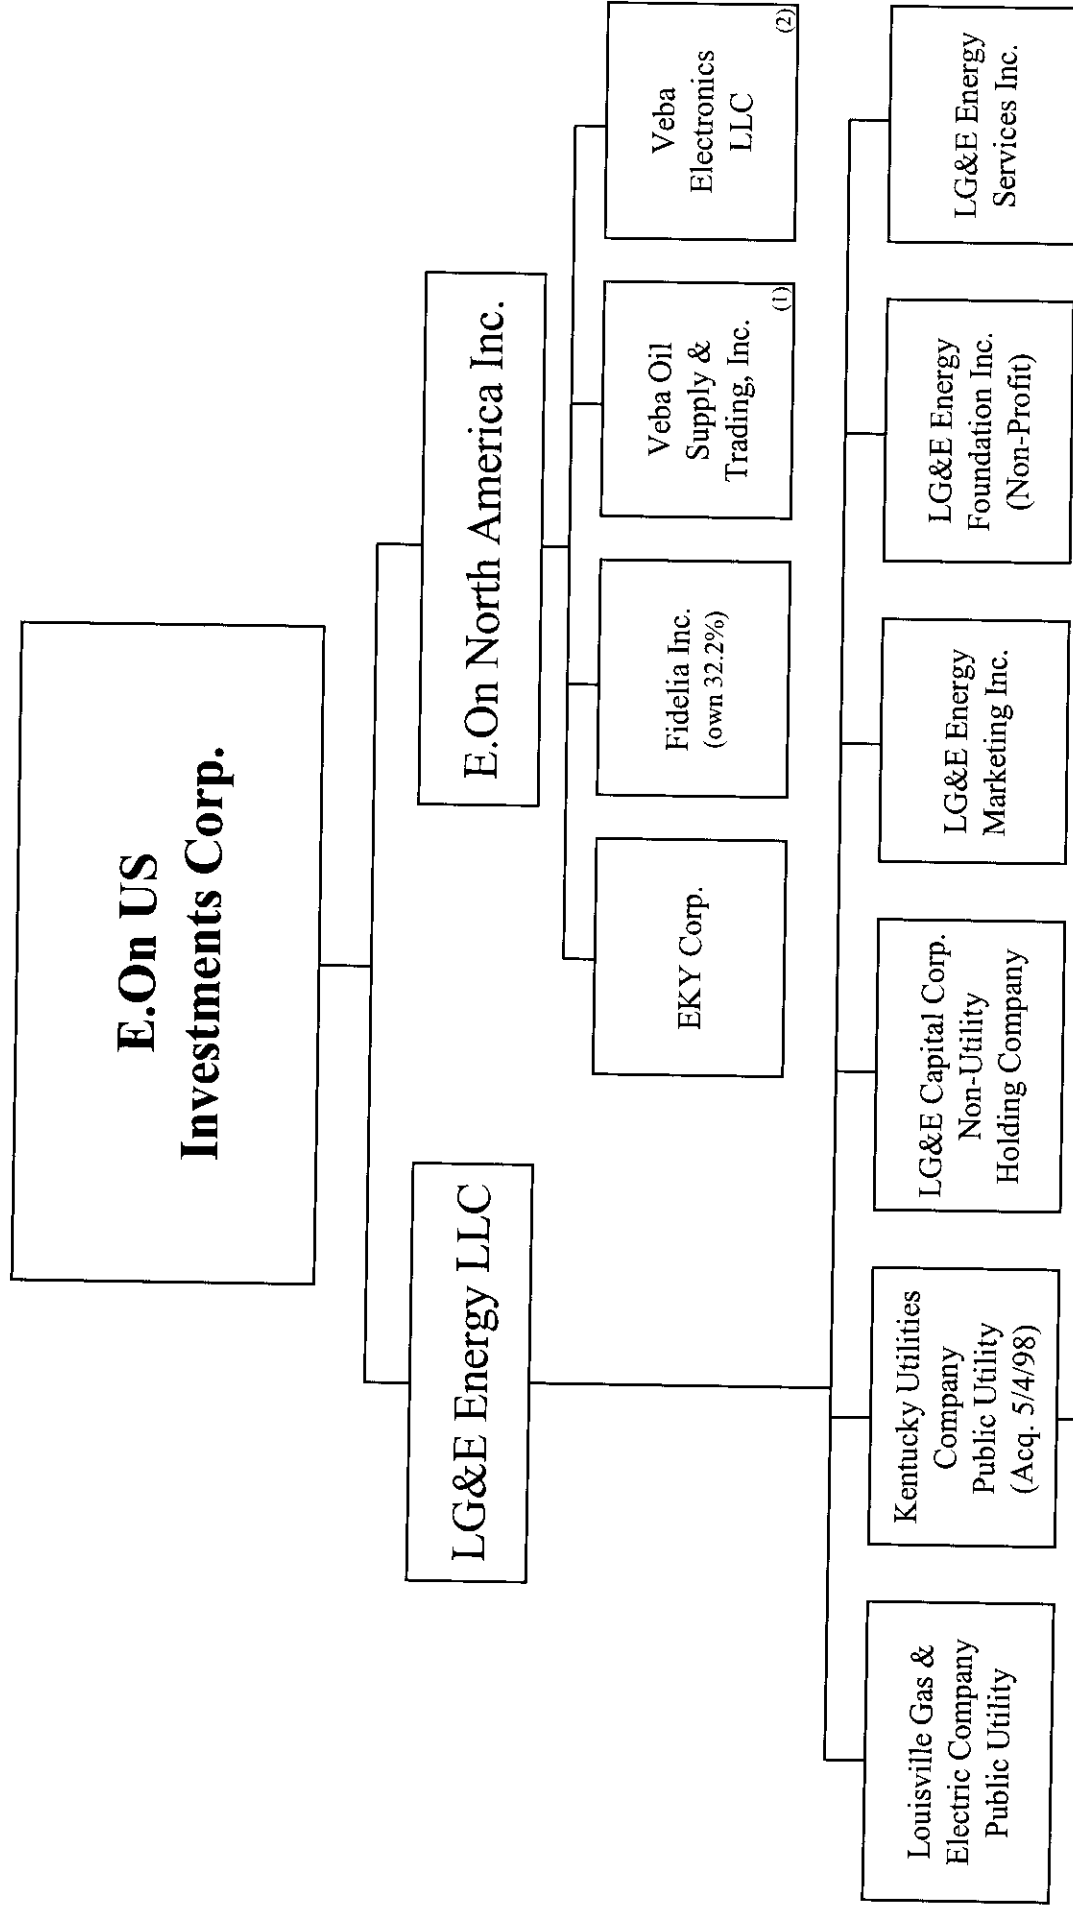 E.On US
Investments Corp.
LG&E Energy LLC
E.On North America Inc.
EKY Corp.
Fidelia Inc.
(own 32.2%)
Veba Oil
Supply &
Trading, Inc.
(1)
Veba
Electronics
LLC
(2)
Louisville Gas &
Electric Company
Public Utility
Kentucky Utilities
Company
Public Utility
(Acq. 5/4/98)
LG&E Capital Corp.
Non-Utility
Holding Company
LG&E Energy
Marketing Inc.
LG&E Energy
Foundation Inc.
(Non-Profit)
LG&E Energy
Services Inc.